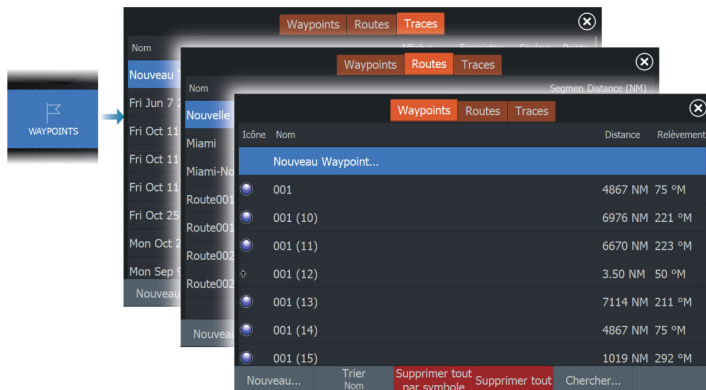 WAYPOINTS
Waypoints Routes Traces
Nom
Nouveau
Fri Jun 7
Fri Oct 11
Fri Oct 11
Fri Oct 11
Fri Oct 25
Mon Oct 2
Mon Sep
Nouveau
Waypoints Routes Traces
Nom Segmen Distance (NM)
Nouvelle
Miami
Miami-No
Route001
Route001
Route002
Route002
Nouveau
Waypoints Routes Traces
Icône Nom Distance Relèvement
Nouveau Waypoint...
001 4867 NM 75 °M
001 (10) 6976 NM 221 °M
001 (11) 6670 NM 223 °M
001 (12) 3.50 NM 50 °M
001 (13) 7114 NM 211 °M
001 (14) 4867 NM 75 °M
001 (15) 1019 NM 292 °M
Nouveau... Trier Nom Supprimer tout par symbole Supprimer tout Chercher...